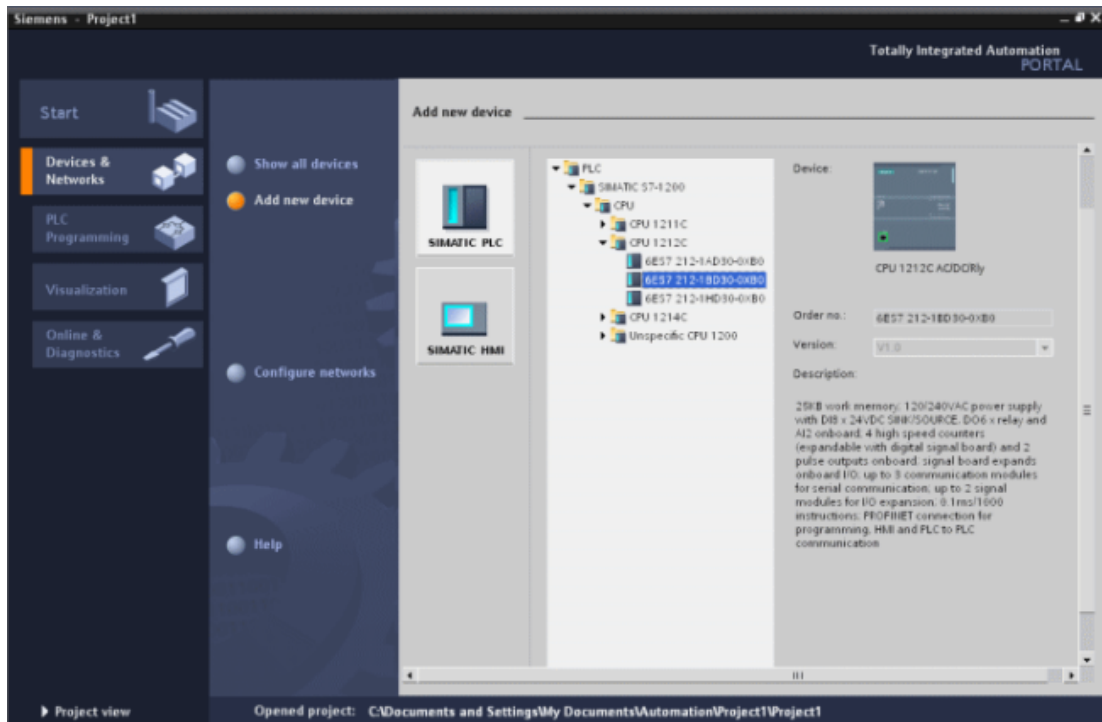 Siemens - Project1
Totally Integrated Automation
PORTAL
Start
Devices &
Networks
PLC
Programming
Visualization
Online &
Diagnostics
Show all devices
Add new device
Configure networks
Help
Add new device
SIMATIC PLC
SIMATIC HMI
PLC
SIMATIC S7-1200
CPU
CPU 1211C
CPU 1212C
6ES7 212-1AD30-0XB0
6ES7 212-1BD30-0XB0
6ES7 212-1HD30-0XB0
CPU 1214C
Unspecific CPU 1200
Device:
CPU 1212C AC/DC/Rly
Order no.:
6ES7 212-1BD30-0XB0
Version:
V1.0
Description:
25KB work memory; 120/240VAC power supply
with DI8 x 24VDC SINK/SOURCE, DO6 x relay and
AI2 onboard; 4 high speed counters
(expandable with digital signal board) and 2
pulse outputs onboard; signal board expands
onboard I/O; up to 3 communication modules
for serial communication; up to 2 signal
modules for I/O expansion; 0.1ms/1000
instructions; PROFINET connection for
programming, HMI and PLC to PLC
communication
Project view
Opened project: C:\Documents and Settings\My Documents\Automation\Project1\Project1